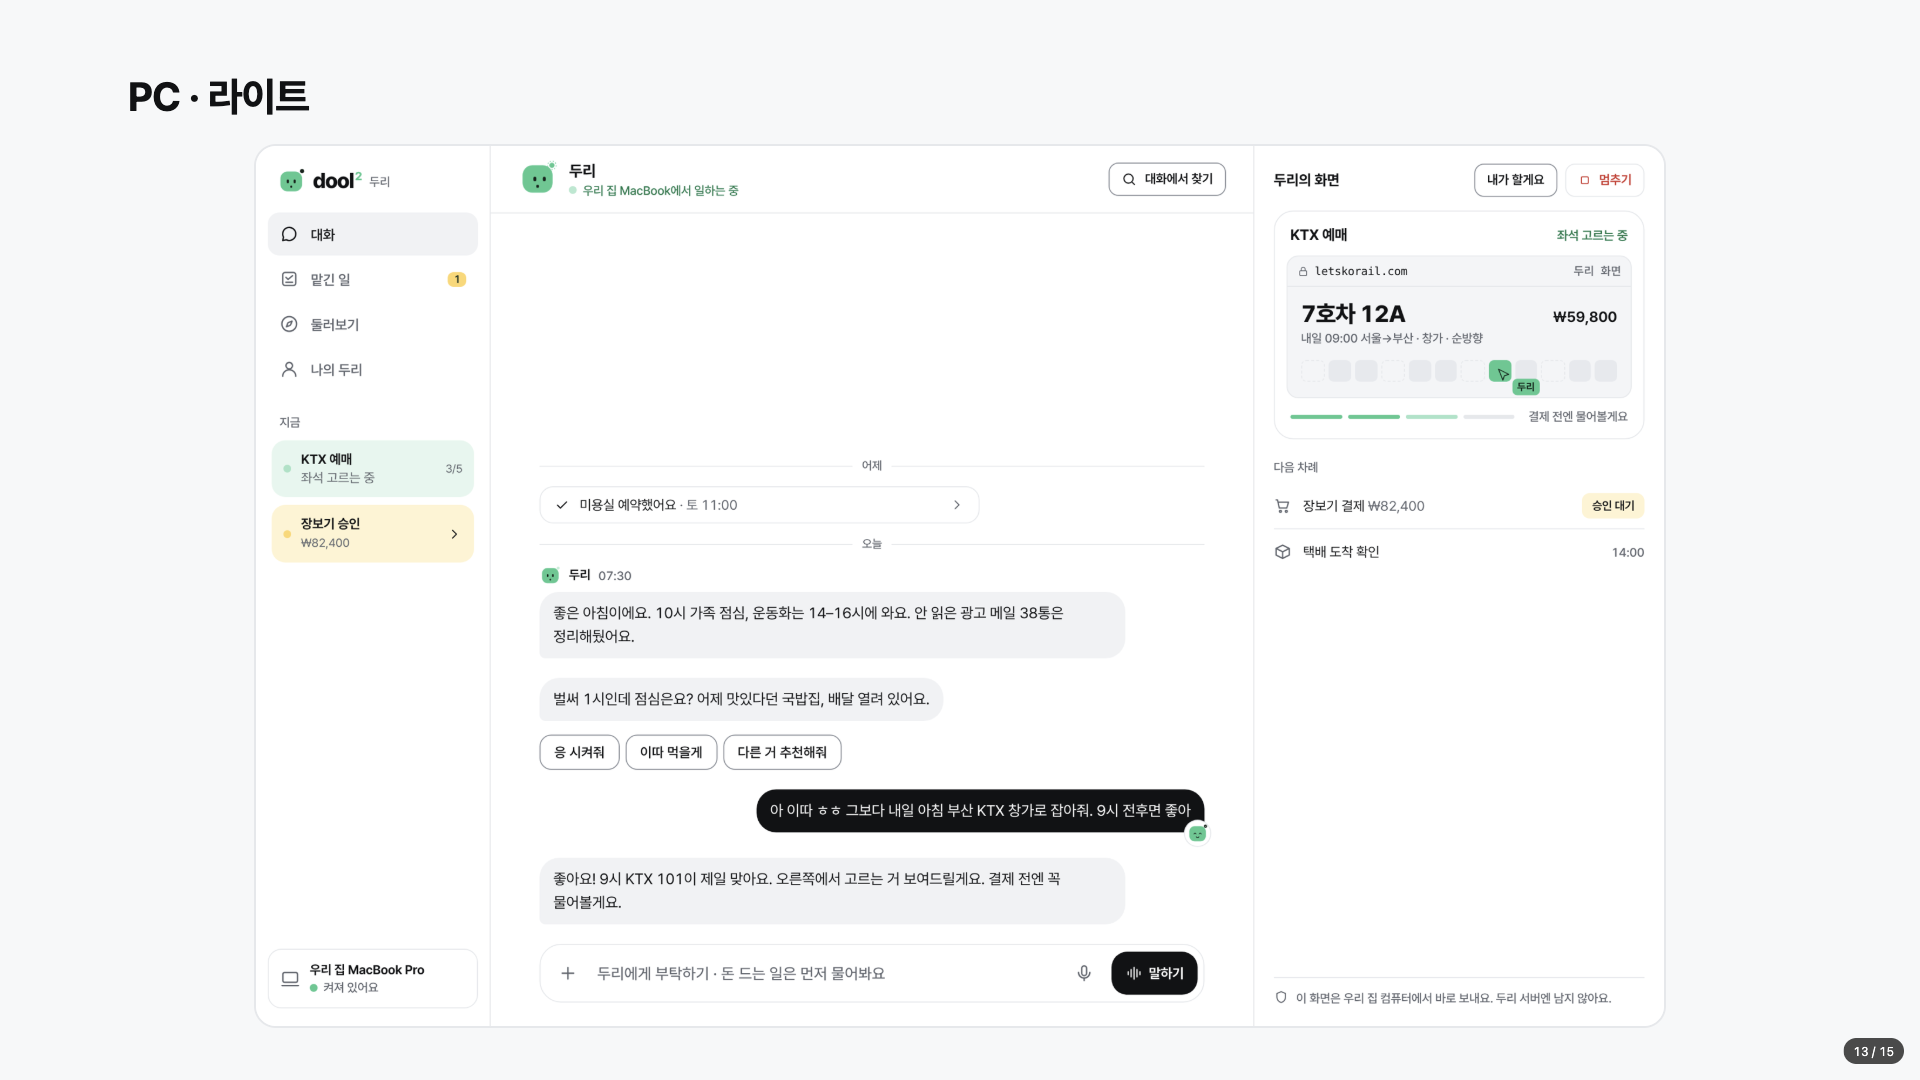 PC · 라이트
dool² 두리
대화
맡긴 일 1
둘러보기
나의 두리
지금
KTX 예매
좌석 고르는 중
3/5
장보기 승인
₩82,400
우리 집 MacBook Pro
켜져 있어요
두리
우리 집 MacBook에서 일하는 중
대화에서 찾기
어제
미용실 예약했어요 · 토 11:00
오늘
두리 07:30
좋은 아침이에요. 10시 가족 점심, 운동화는 14–16시에 와요. 안 읽은 광고 메일 38통은
정리해뒀어요.
벌써 1시인데 점심은요? 어제 맛있다던 국밥집, 배달 열려 있어요.
응 시켜줘
이따 먹을게
다른 거 추천해줘
아 이따 ㅎㅎ 그보다 내일 아침 부산 KTX 창가로 잡아줘. 9시 전후면 좋아
좋아요! 9시 KTX 101이 제일 맞아요. 오른쪽에서 고르는 거 보여드릴게요. 결제 전엔 꼭
물어볼게요.
두리에게 부탁하기 · 돈 드는 일은 먼저 물어봐요
말하기
두리의 화면
내가 할게요
멈추기
KTX 예매
좌석 고르는 중
letskorail.com
두리 화면
7호차 12A
₩59,800
내일 09:00 서울→부산 · 창가 · 순방향
두리
결제 전엔 물어볼게요
다음 차례
장보기 결제 ₩82,400
승인 대기
택배 도착 확인
14:00
이 화면은 우리 집 컴퓨터에서 바로 보내요. 두리 서버엔 남지 않아요.
13 / 15